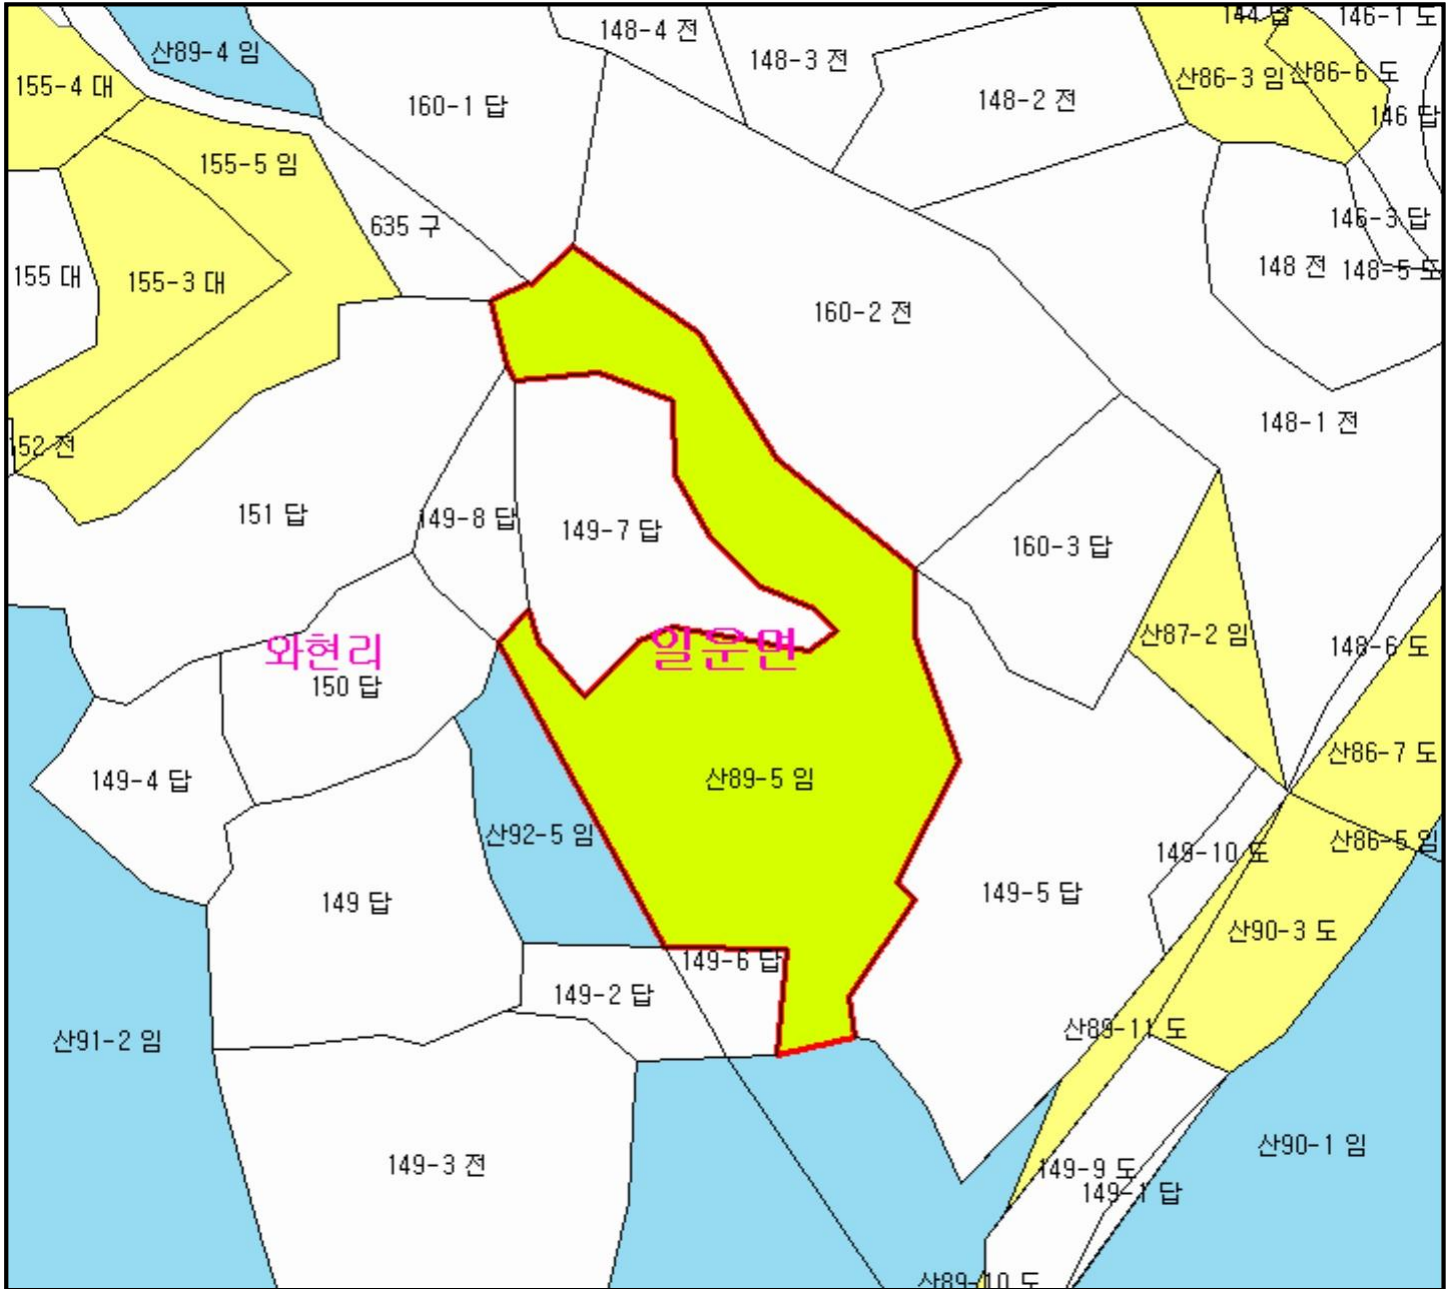 144 답
146-1 도
148-4 전
산89-4 임
148-3 전
산86-3 임
산86-6 도
155-4 대
160-1 답
148-2 전
146 답
155-5 임
635 구
146-3 답
155 대
155-3 대
148 전
148-5 도
160-2 전
148-1 전
52 전
151 답
149-8 답
149-7 답
160-3 답
산87-2 임
와현리
일운면
148-6 도
150 답
산86-7 도
149-4 답
산89-5 임
산92-5 임
산86-5 임
149-10 도
149 답
149-5 답
산90-3 도
149-6 답
149-2 답
산91-2 임
산89-11 도
산90-1 임
149-3 전
149-9 도
149-1 답
산89-10 도